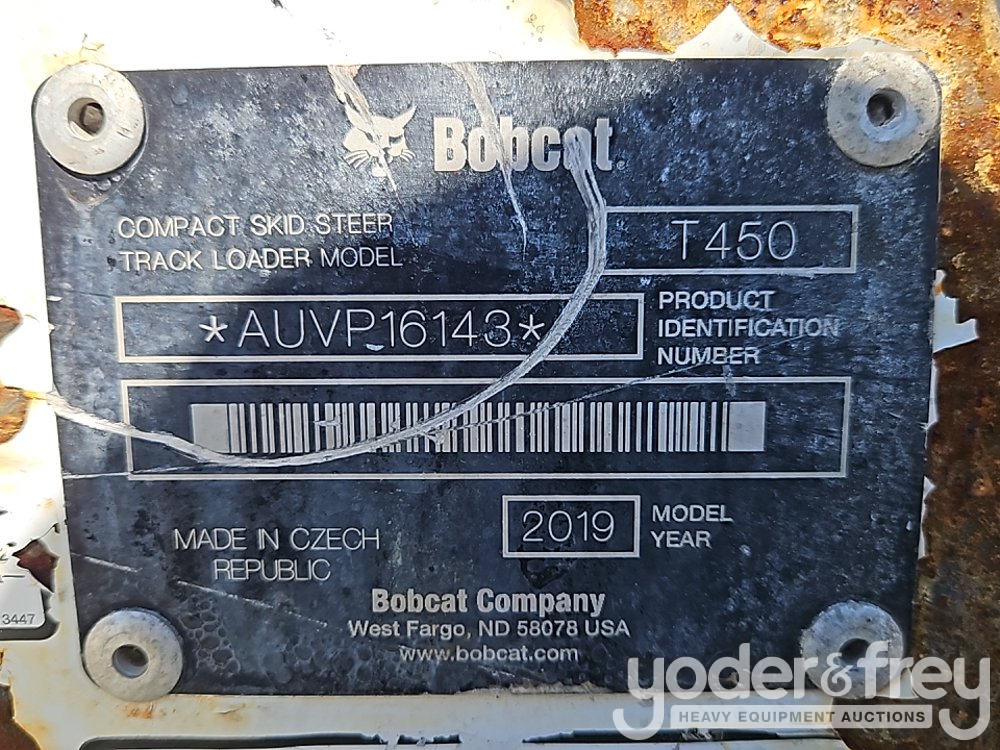 Bobcat
COMPACT SKID STEER
TRACK LOADER MODEL
T450
*AUVP16143*
PRODUCT
IDENTIFICATION
NUMBER
2019
MODEL
YEAR
MADE IN CZECH
REPUBLIC
Bobcat Company
West Fargo, ND 58078 USA
www.bobcat.com
3447
yoder&frey
HEAVY EQUIPMENT AUCTIONS